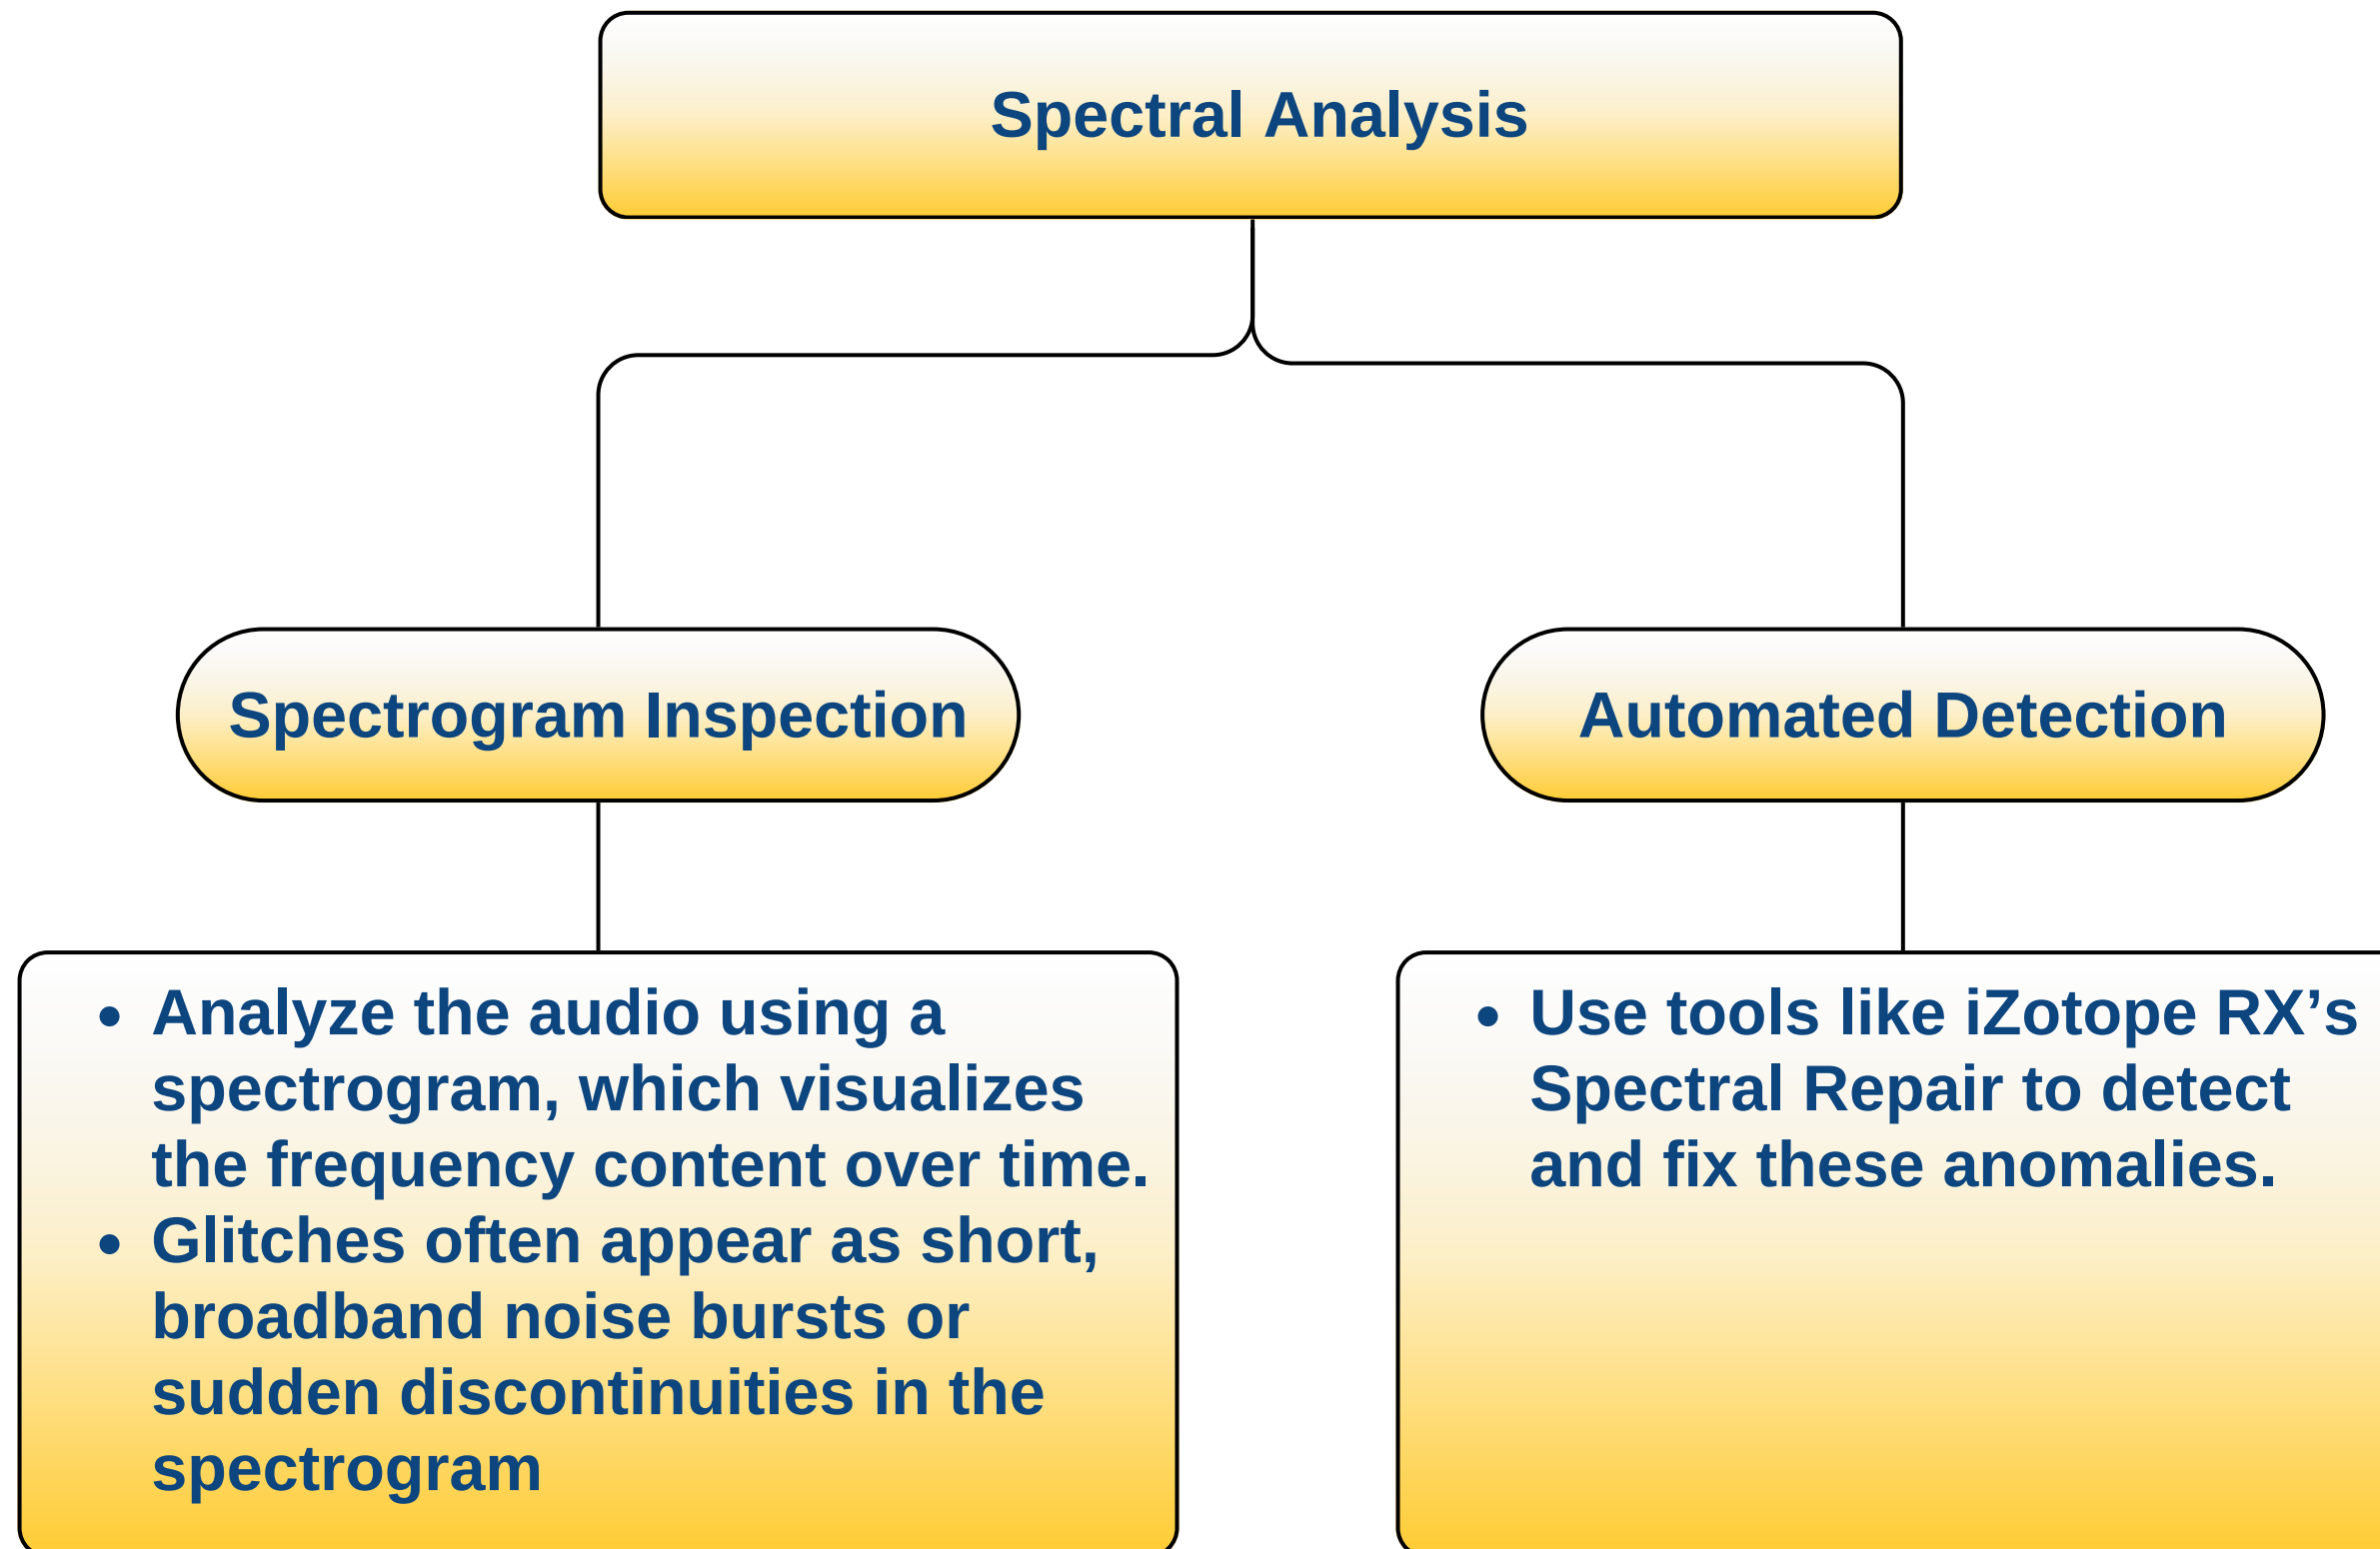 Spectral Analysis
Spectrogram Inspection
Automated Detection
• Analyze the audio using a
spectrogram, which visualizes
the frequency content over time.
• Glitches often appear as short,
broadband noise bursts or
sudden discontinuities in the
spectrogram
• Use tools like iZotope RX’s
Spectral Repair to detect
and fix these anomalies.